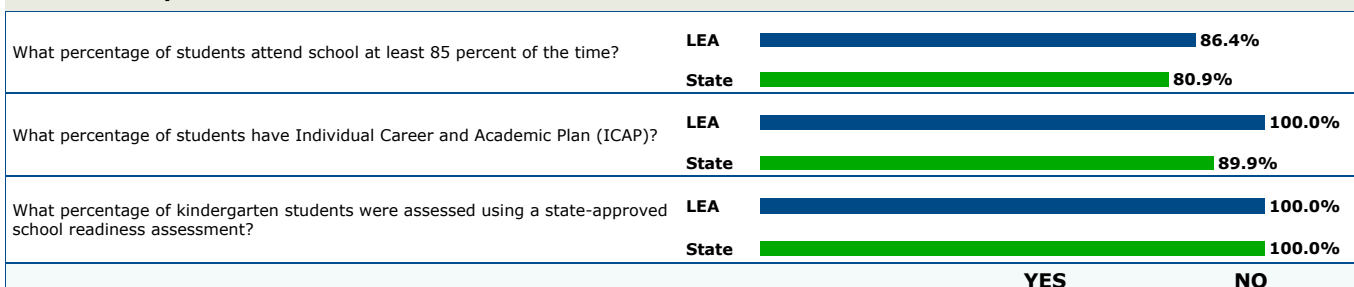 What percentage of students attend school at least 85 percent of the time?
LEA
86.4%
State
80.9%
What percentage of students have Individual Career and Academic Plan (ICAP)?
LEA
100.0%
State
89.9%
What percentage of kindergarten students were assessed using a state-approved
school readiness assessment?
LEA
100.0%
State
100.0%
YES NO